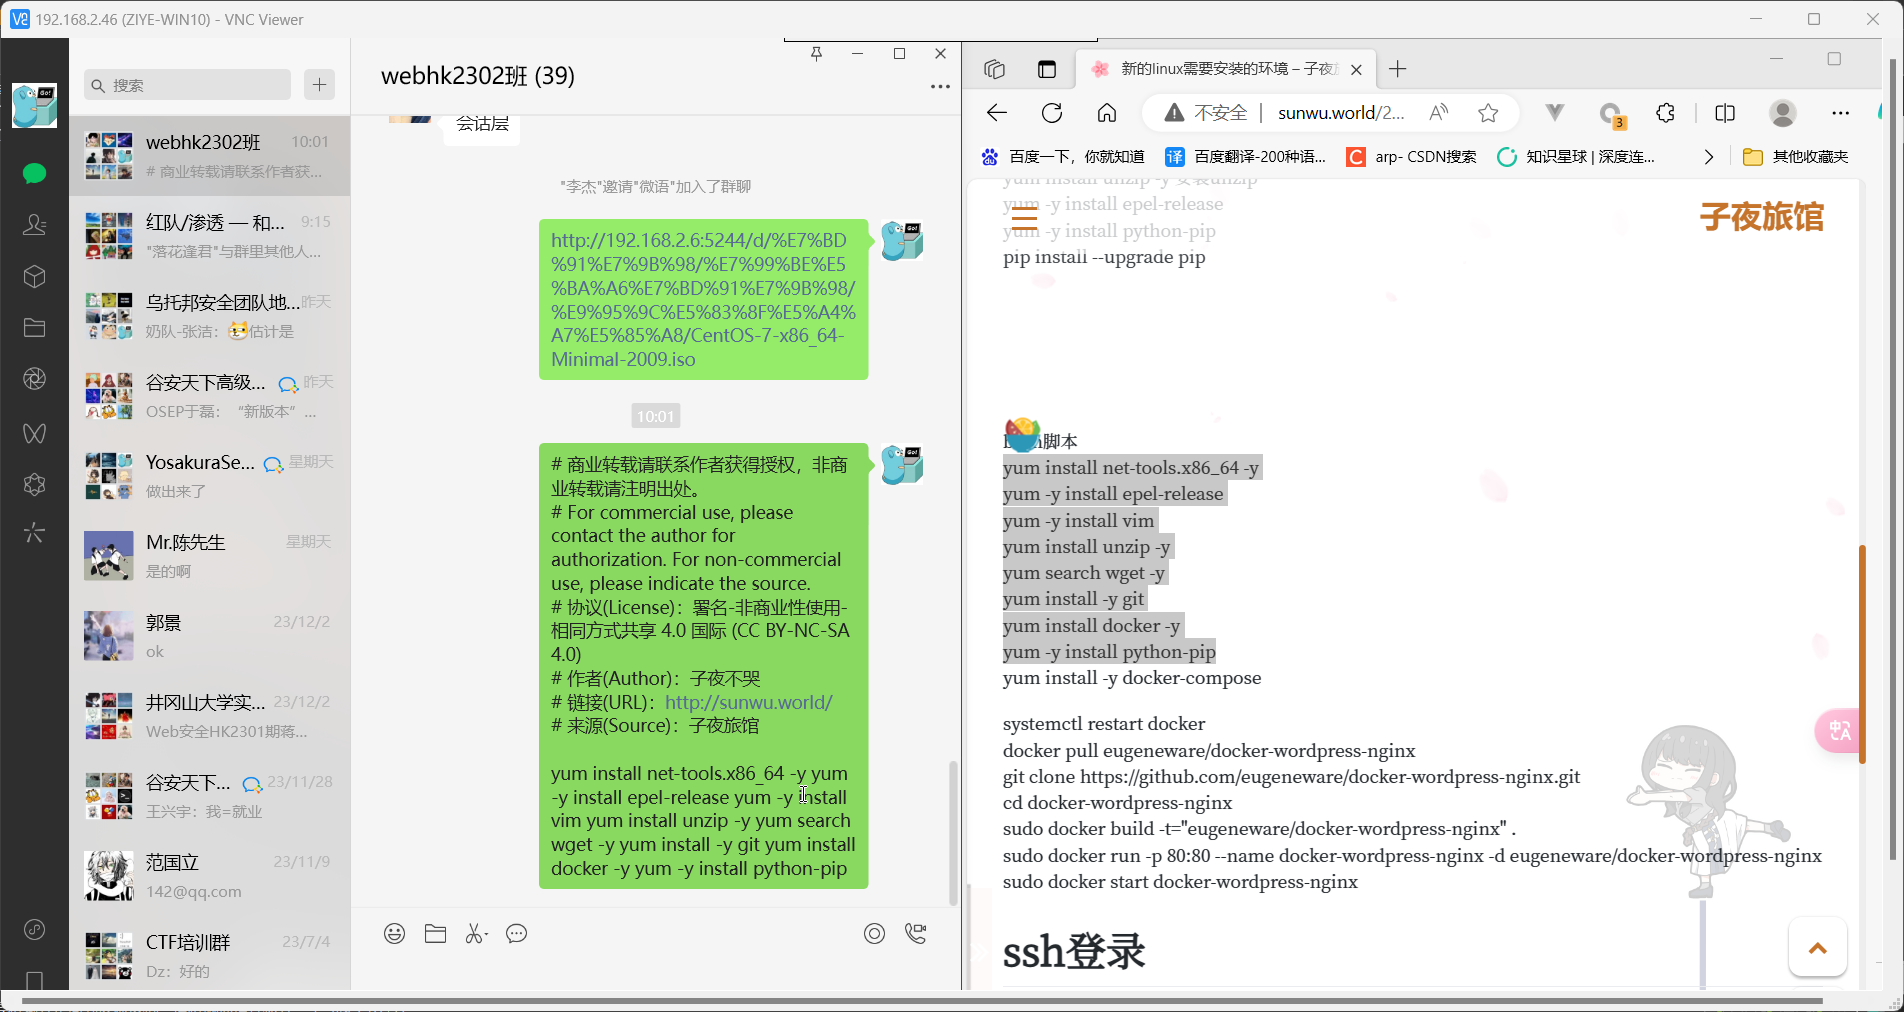 192.168.2.46 (ZIYE-WIN10) - VNC Viewer
搜索
webhk2302班
10:01
# 商业转载请联系作者获...
红队/渗透 — 和...
9:15
"落花逢君"与群里其他人...
乌托邦安全团队地...
昨天
奶队-张洁：估计是
谷安天下高级...
昨天
OSEP于磊： “新版本” ...
YosakuraSe...
星期天
做出来了
Mr.陈先生
星期天
是的啊
郭景
23/12/2
ok
井冈山大学实...
23/12/2
Web安全HK2301期蒋...
谷安天下...
23/11/28
王兴宇：我=就业
范国立
23/11/9
142@qq.com
CTF培训群
23/7/4
Dz：好的
webhk2302班 (39)
会话层
"李杰"邀请"微语"加入了群聊
http://192.168.2.6:5244/d/%E7%BD
%91%E7%9B%98/%E7%99%BE%E5
%BA%A6%E7%BD%91%E7%9B%98/
%E9%95%9C%E5%83%8F%E5%A4%
A7%E5%85%A8/CentOS-7-x86_64-
Minimal-2009.iso
10:01
# 商业转载请联系作者获得授权，非商
业转载请注明出处。
# For commercial use, please
contact the author for
authorization. For non-commercial
use, please indicate the source.
# 协议(License)：署名-非商业性使用-
相同方式共享 4.0 国际 (CC BY-NC-SA
4.0)
# 作者(Author)：子夜不哭
# 链接(URL)：http://sunwu.world/
# 来源(Source)：子夜旅馆
yum install net-tools.x86_64 -y yum
-y install epel-release yum -y install
vim yum install unzip -y yum search
wget -y yum install -y git yum install
docker -y yum -y install python-pip
新的linux需要安装的环境 – 子夜旅
不安全
sunwu.world/2...
3
百度一下，你就知道
百度翻译-200种语...
arp- CSDN搜索
知识星球 | 深度连...
其他收藏夹
yum install unzip -y 安装unzip
yum -y install epel-release
子夜旅馆
yum -y install python-pip
pip install --upgrade pip
脚本
yum install net-tools.x86_64 -y
yum -y install epel-release
yum -y install vim
yum install unzip -y
yum search wget -y
yum install -y git
yum install docker -y
yum -y install python-pip
yum install -y docker-compose
systemctl restart docker
docker pull eugeneware/docker-wordpress-nginx
git clone https://github.com/eugeneware/docker-wordpress-nginx.git
cd docker-wordpress-nginx
sudo docker build -t="eugeneware/docker-wordpress-nginx" .
sudo docker run -p 80:80 --name docker-wordpress-nginx -d eugeneware/docker-wordpress-nginx
sudo docker start docker-wordpress-nginx
ssh登录